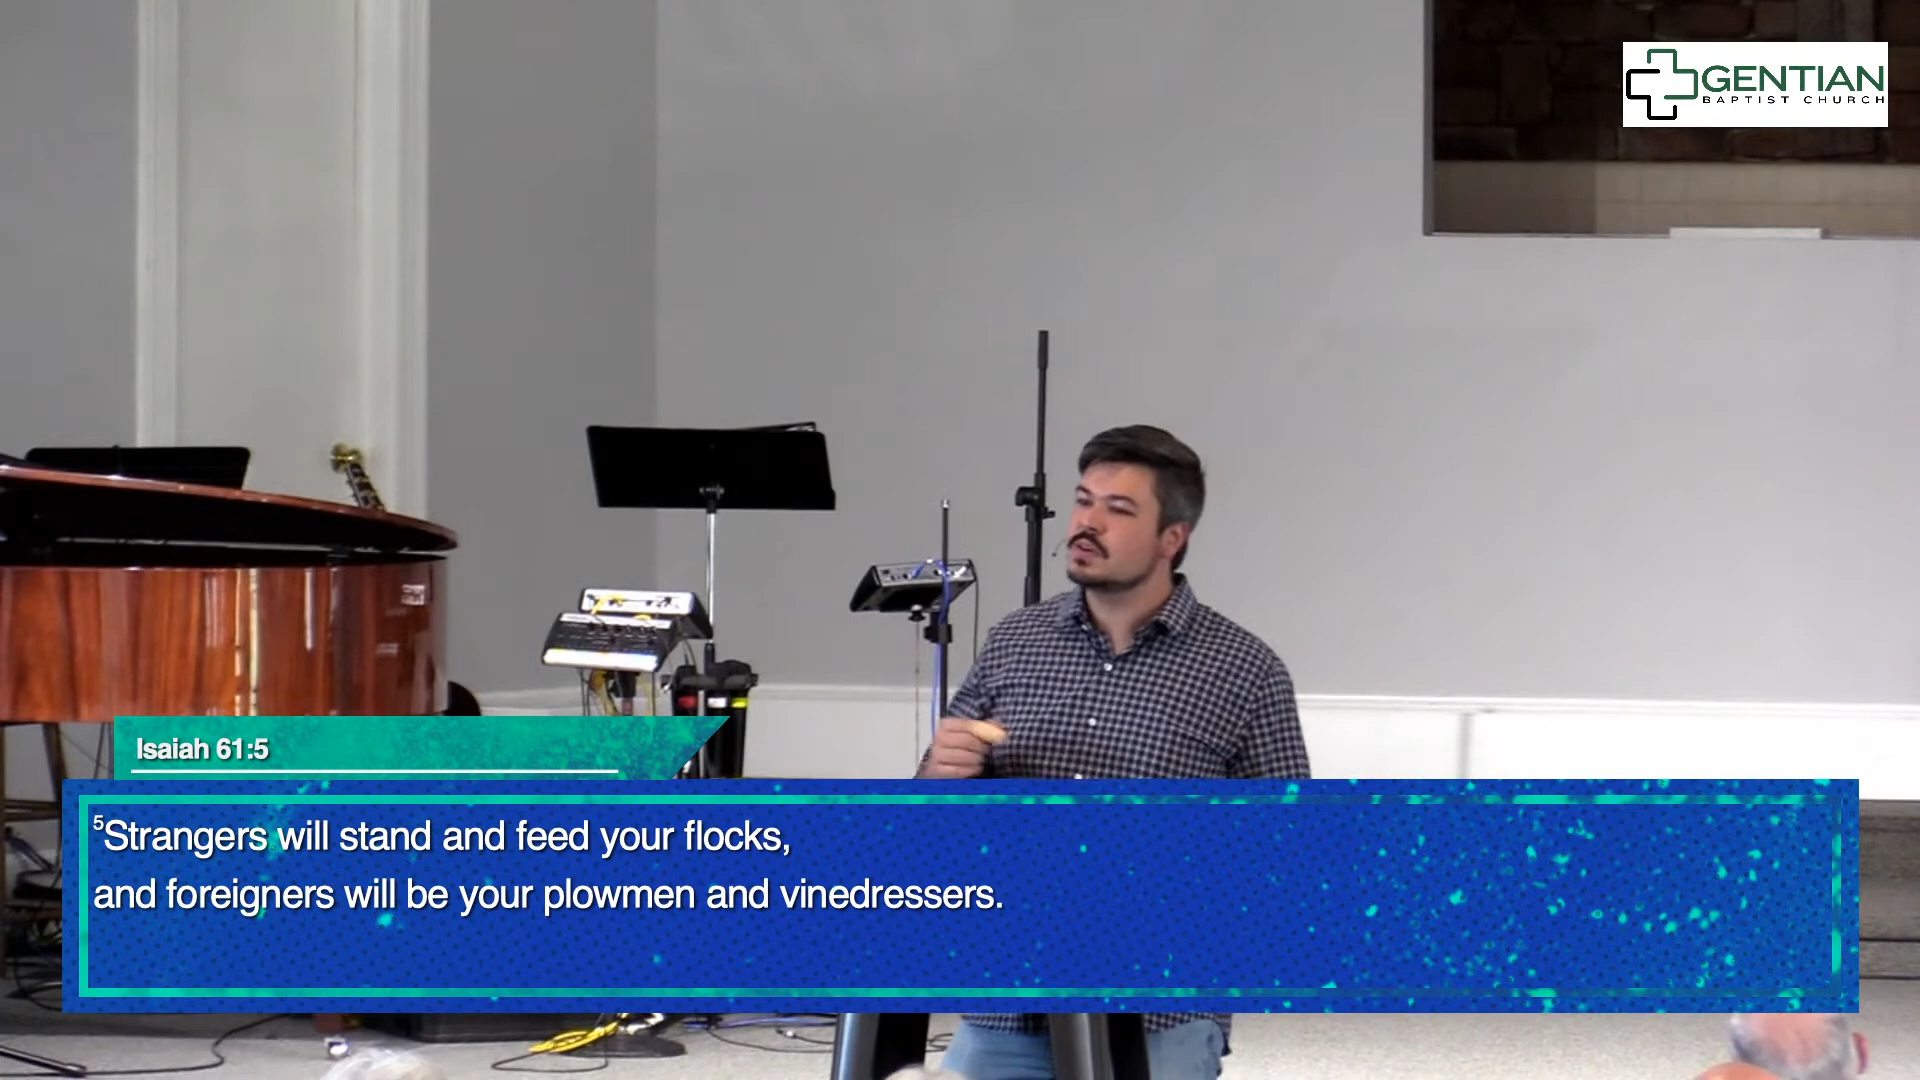 GENTIAN
BAPTIST CHURCH
Isaiah 61:5
⁵Strangers will stand and feed your flocks,
and foreigners will be your plowmen and vinedressers.